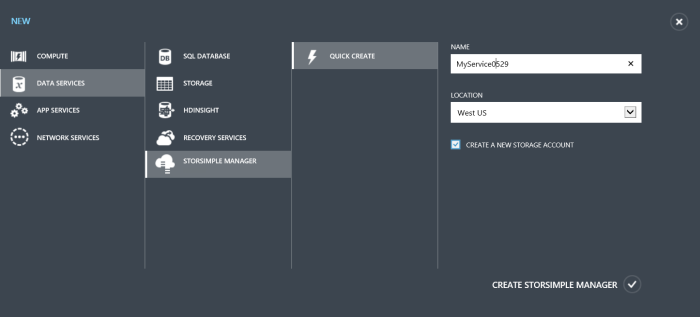 NEW
COMPUTE
DATA SERVICES
APP SERVICES
NETWORK SERVICES
DB SQL DATABASE
STORAGE
HDINSIGHT
RECOVERY SERVICES
STORSIMPLE MANAGER
QUICK CREATE
NAME
MyService0529
LOCATION
West US
CREATE A NEW STORAGE ACCOUNT
CREATE STORSIMPLE MANAGER